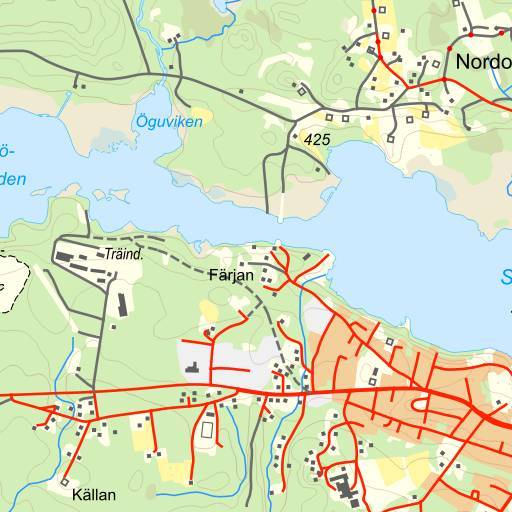 Nordo
Öguviken
425
ö-
den
Träind.
Färjan
S
Källan